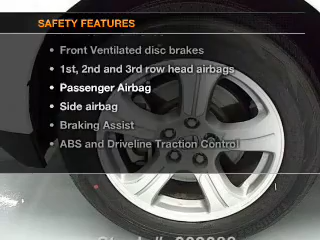 SAFETY FEATURES
• Front Ventilated disc brakes
• 1st, 2nd and 3rd row head airbags
• Passenger Airbag
• Side airbag
• Braking Assist
• ABS and Driveline Traction Control